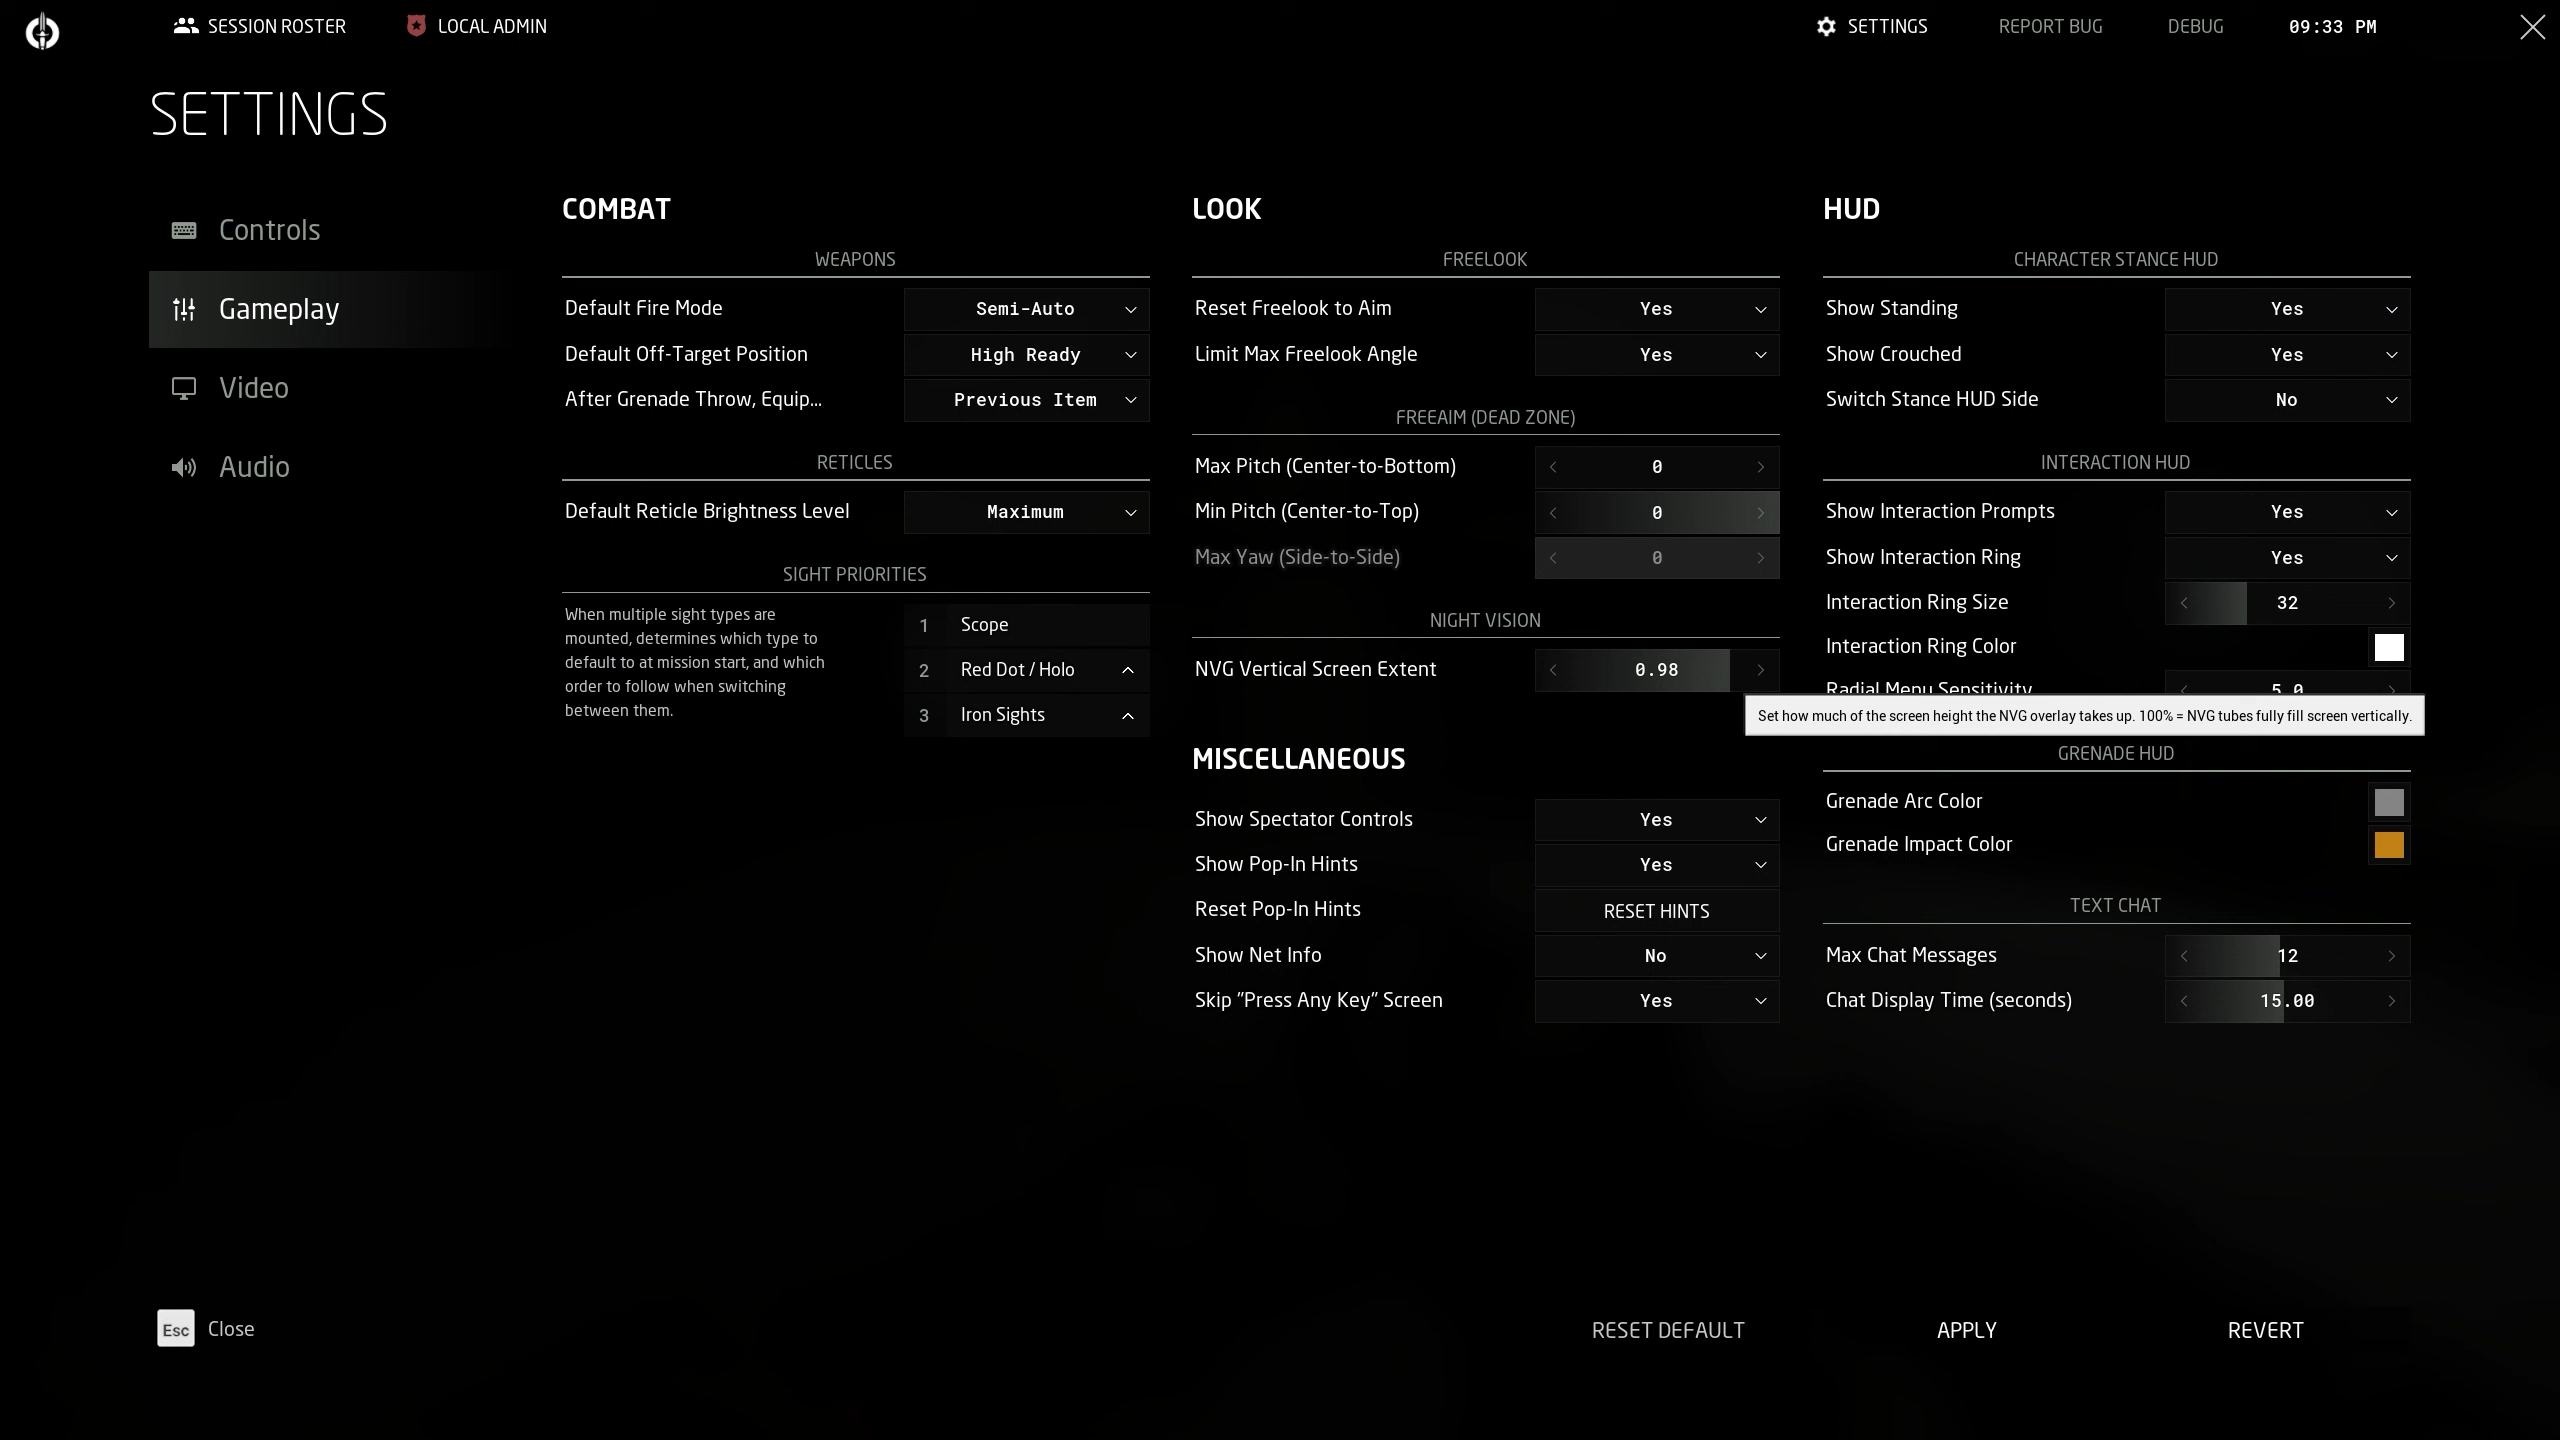 SESSION ROSTER
LOCAL ADMIN
SETTINGS
REPORT BUG
DEBUG
09:33 PM
SETTINGS
Controls
Gameplay
Video
Audio
COMBAT
WEAPONS
Default Fire Mode
Semi-Auto
Default Off-Target Position
High Ready
After Grenade Throw, Equip...
Previous Item
RETICLES
Default Reticle Brightness Level
Maximum
SIGHT PRIORITIES
When multiple sight types are
mounted, determines which type to
default to at mission start, and which
order to follow when switching
between them.
1 Scope
2 Red Dot / Holo
3 Iron Sights
LOOK
FREELOOK
Reset Freelook to Aim
Yes
Limit Max Freelook Angle
Yes
FREEAIM (DEAD ZONE)
Max Pitch (Center-to-Bottom)
0
Min Pitch (Center-to-Top)
0
Max Yaw (Side-to-Side)
0
NIGHT VISION
NVG Vertical Screen Extent
0.98
MISCELLANEOUS
Show Spectator Controls
Yes
Show Pop-In Hints
Yes
Reset Pop-In Hints
RESET HINTS
Show Net Info
No
Skip "Press Any Key" Screen
Yes
HUD
CHARACTER STANCE HUD
Show Standing
Yes
Show Crouched
Yes
Switch Stance HUD Side
No
INTERACTION HUD
Show Interaction Prompts
Yes
Show Interaction Ring
Yes
Interaction Ring Size
32
Interaction Ring Color
Radial Menu Sensitivity
5.0
Set how much of the screen height the NVG overlay takes up. 100% = NVG tubes fully fill screen vertically.
GRENADE HUD
Grenade Arc Color
Grenade Impact Color
TEXT CHAT
Max Chat Messages
12
Chat Display Time (seconds)
15.00
Esc Close
RESET DEFAULT
APPLY
REVERT